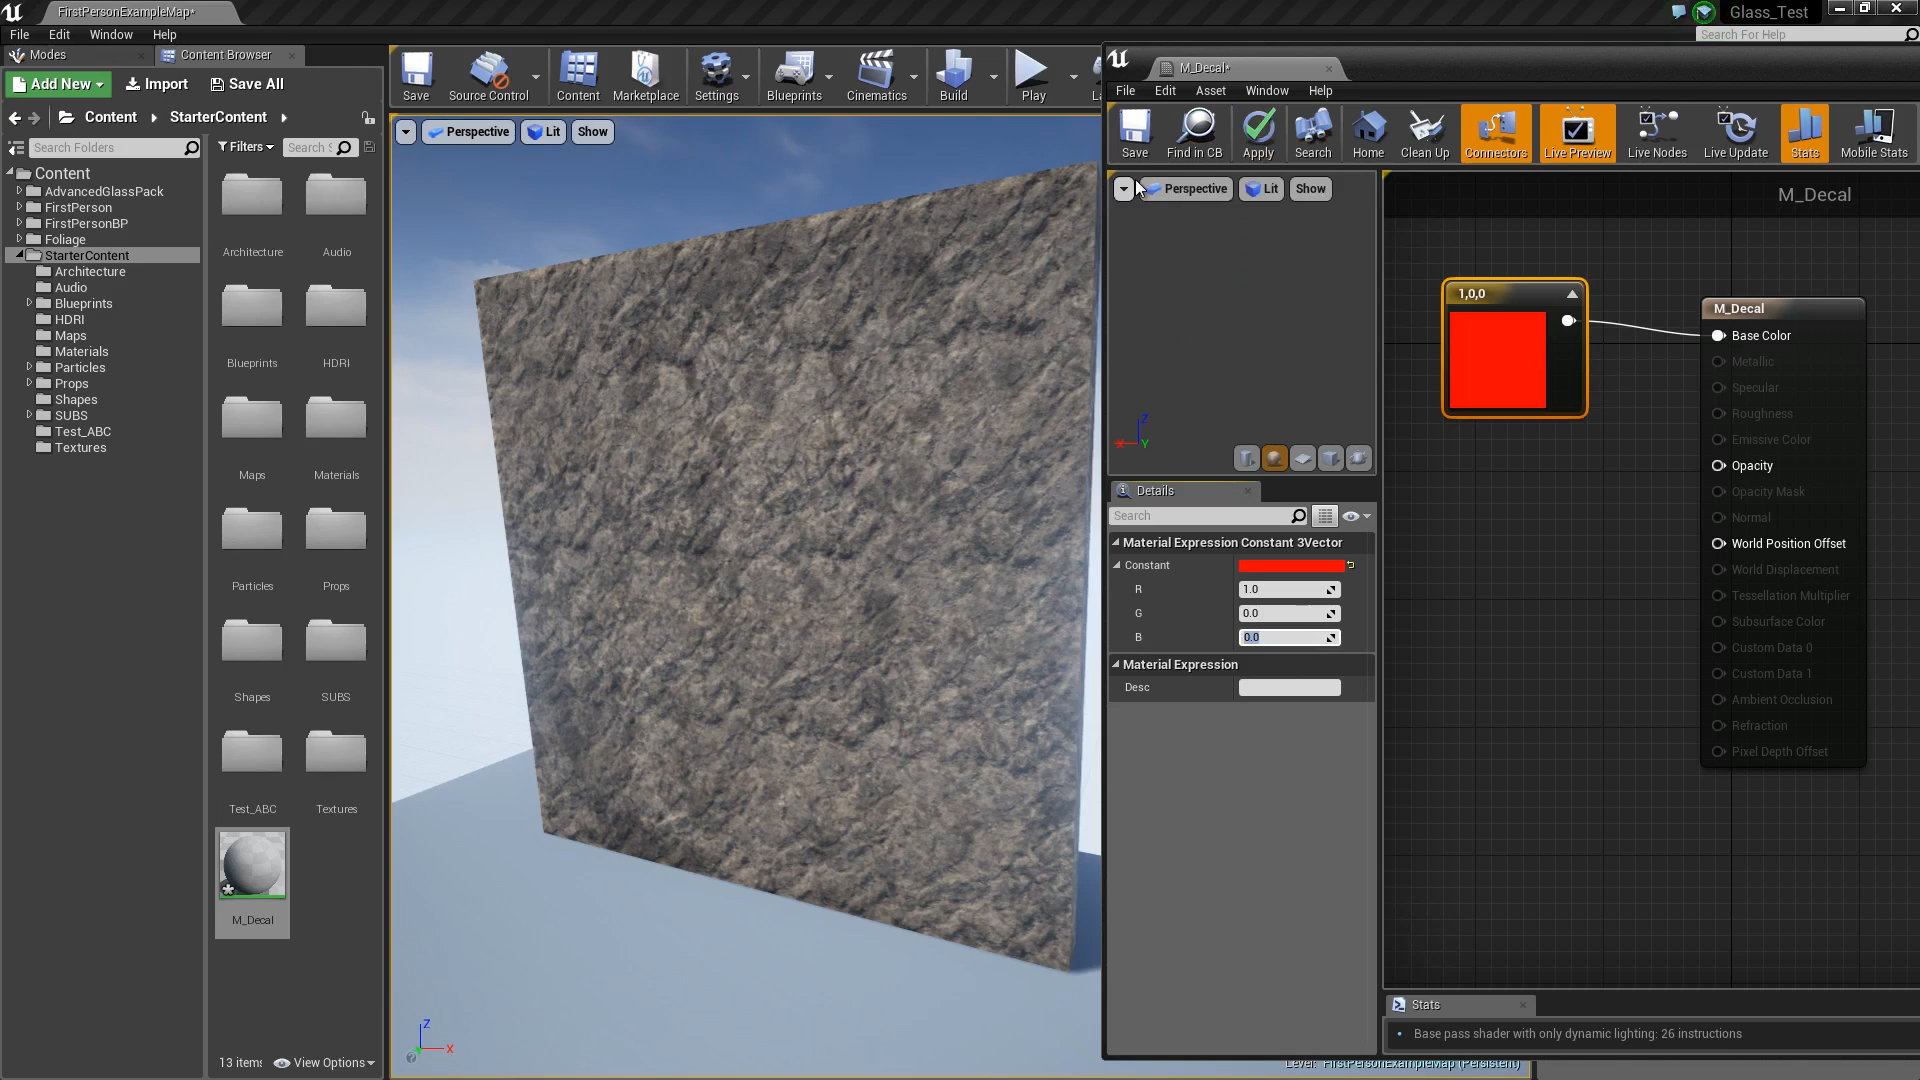 FirstPersonExampleMap*
Glass_Test
File Edit Window Help
Search For Help
Modes
Content Browser
Add New
Import
Save All
Content
StarterContent
Search Folders
Filters
Content
AdvancedGlassPack
FirstPerson
FirstPersonBP
Foliage
StarterContent
Architecture
Audio
Blueprints
HDRI
Maps
Materials
Particles
Props
Shapes
SUBS
Test_ABC
Textures
Architecture
Audio
Blueprints
HDRI
Maps
Materials
Particles
Props
Shapes
SUBS
Test_ABC
Textures
M_Decal
13 items
View Options
Save
Source Control
Content
Marketplace
Settings
Blueprints
Cinematics
Build
Play
Perspective
Lit
Show
Z
X
M_Decal*
File Edit Asset Window Help
Save
Find in CB
Apply
Search
Home
Clean Up
Connectors
Live Preview
Live Nodes
Live Update
Stats
Mobile Stats
Perspective
Lit
Show
Z
X
Y
Details
Search
Material Expression Constant 3Vector
Constant
R 1.0
G 0.0
B 0.0
Material Expression
Desc
M_Decal
1,0,0
M_Decal
Base Color
Metallic
Specular
Roughness
Emissive Color
Opacity
Opacity Mask
Normal
World Position Offset
World Displacement
Tessellation Multiplier
Subsurface Color
Custom Data 0
Custom Data 1
Ambient Occlusion
Refraction
Pixel Depth Offset
Stats
Base pass shader with only dynamic lighting: 26 instructions
Level: FirstPersonExampleMap (Persistent)